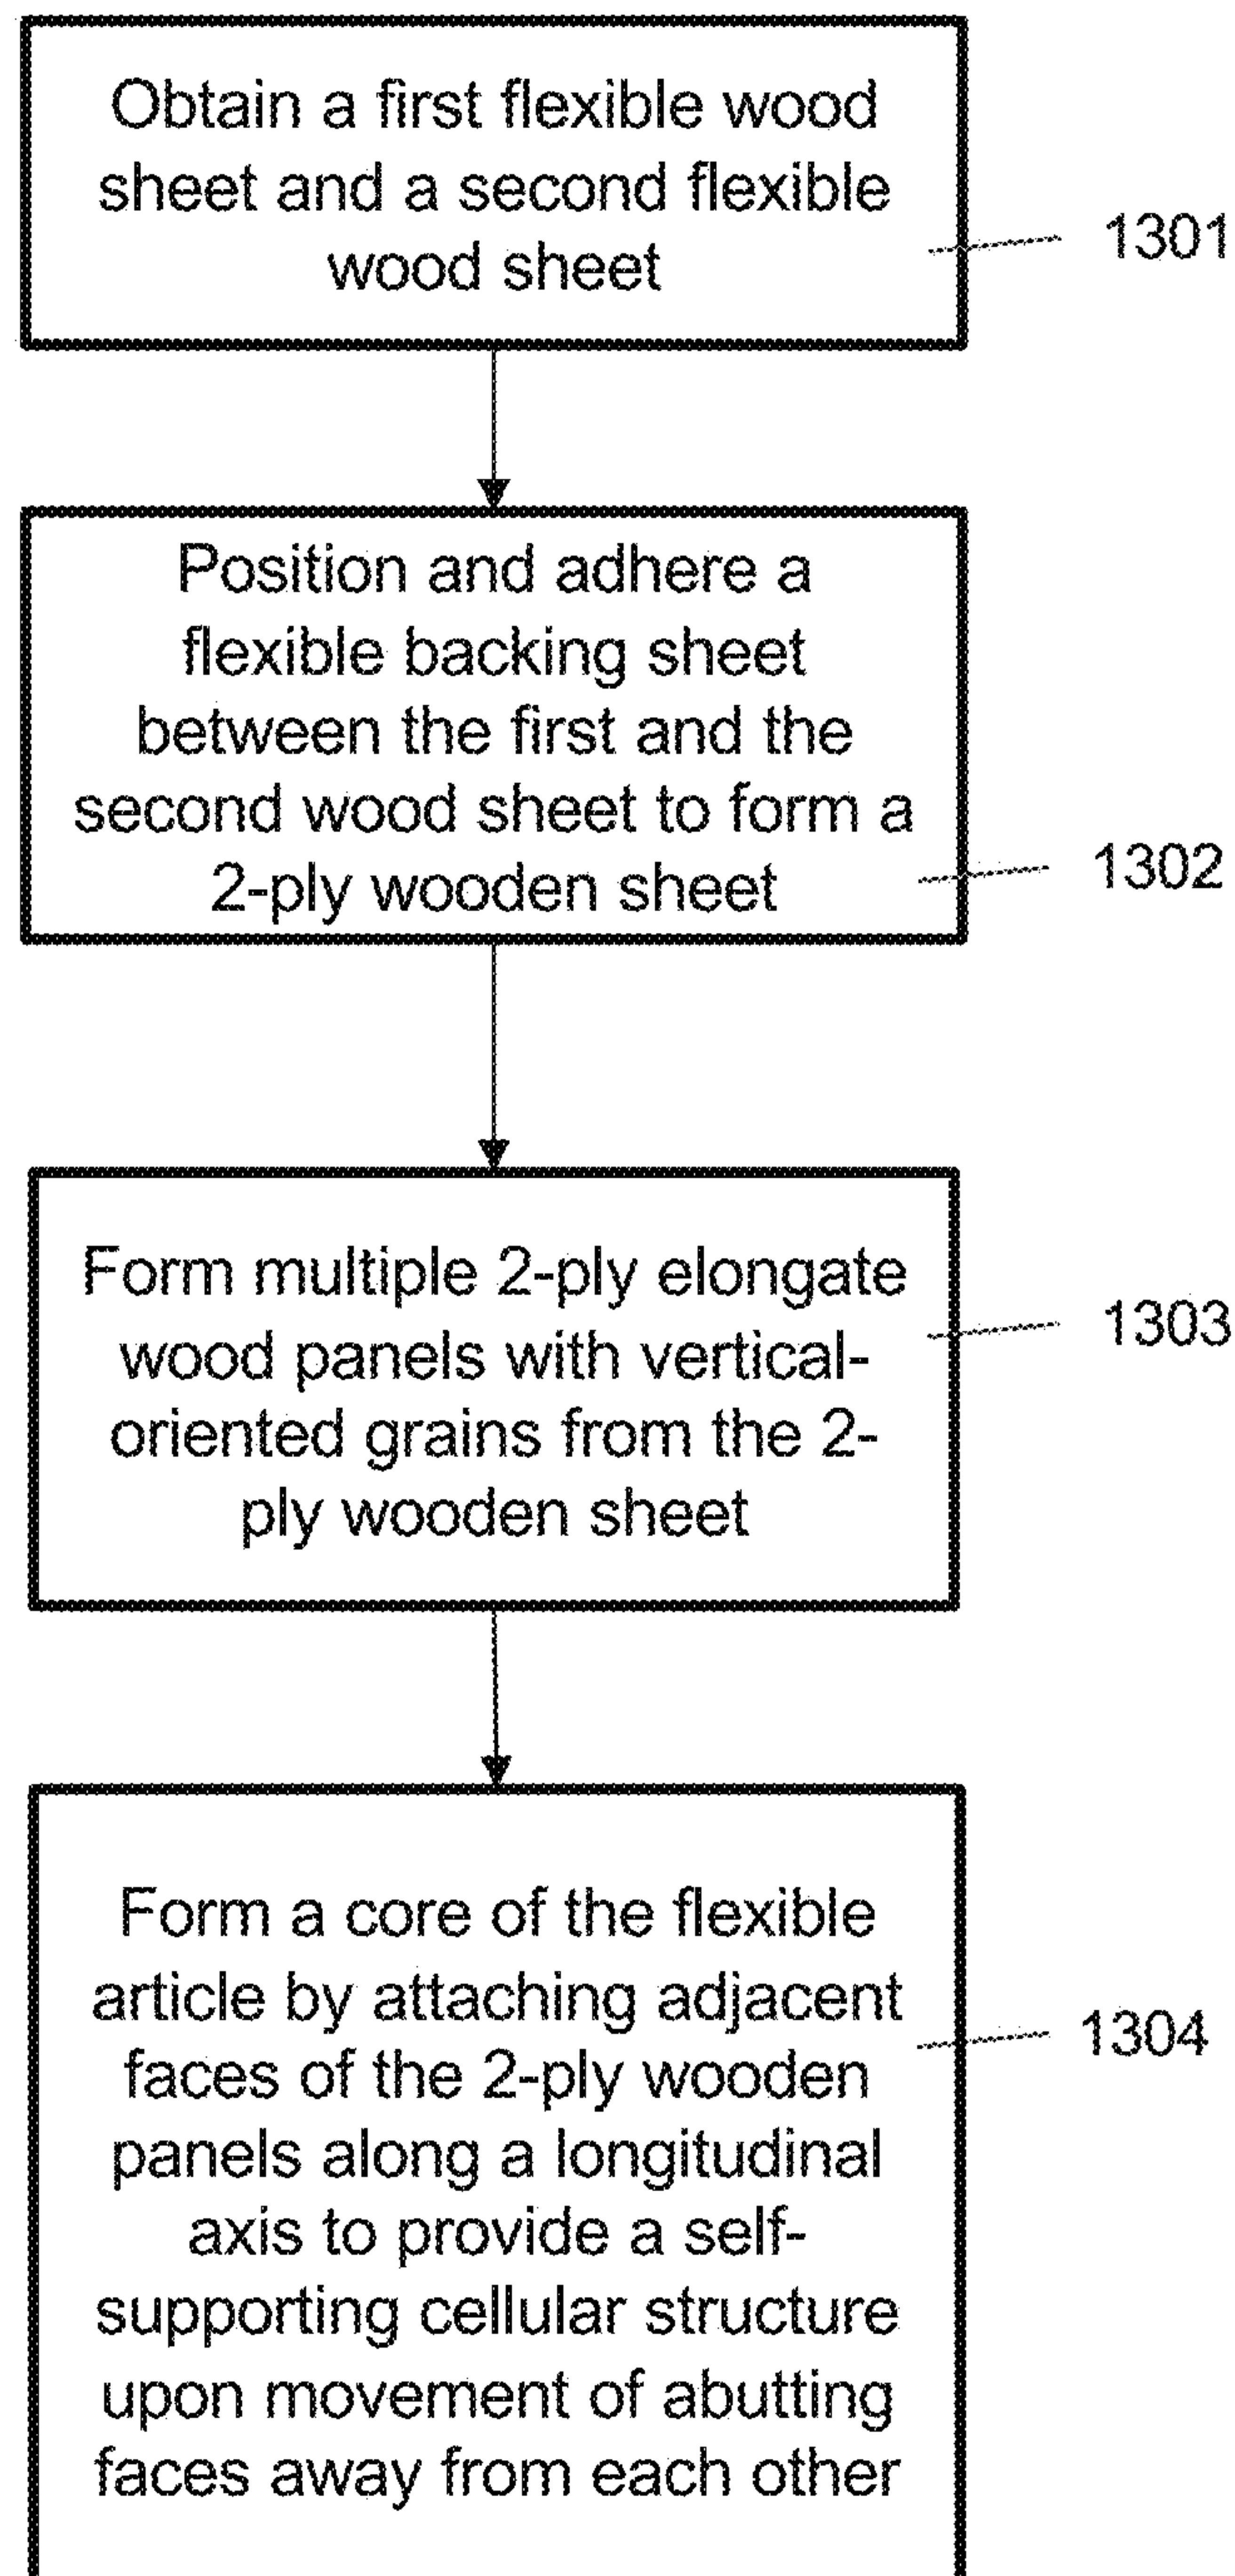 Obtain a first flexible wood
sheet and a second flexible
wood sheet
1301
Position and adhere a
flexible backing sheet
between the first and the
second wood sheet to form a
2-ply wooden sheet
1302
Form multiple 2-ply elongate
wood panels with vertical-
oriented grains from the 2-
ply wooden sheet
1303
Form a core of the flexible
article by attaching adjacent
faces of the 2-ply wooden
panels along a longitudinal
axis to provide a self-
supporting cellular structure
upon movement of abutting
faces away from each other
1304